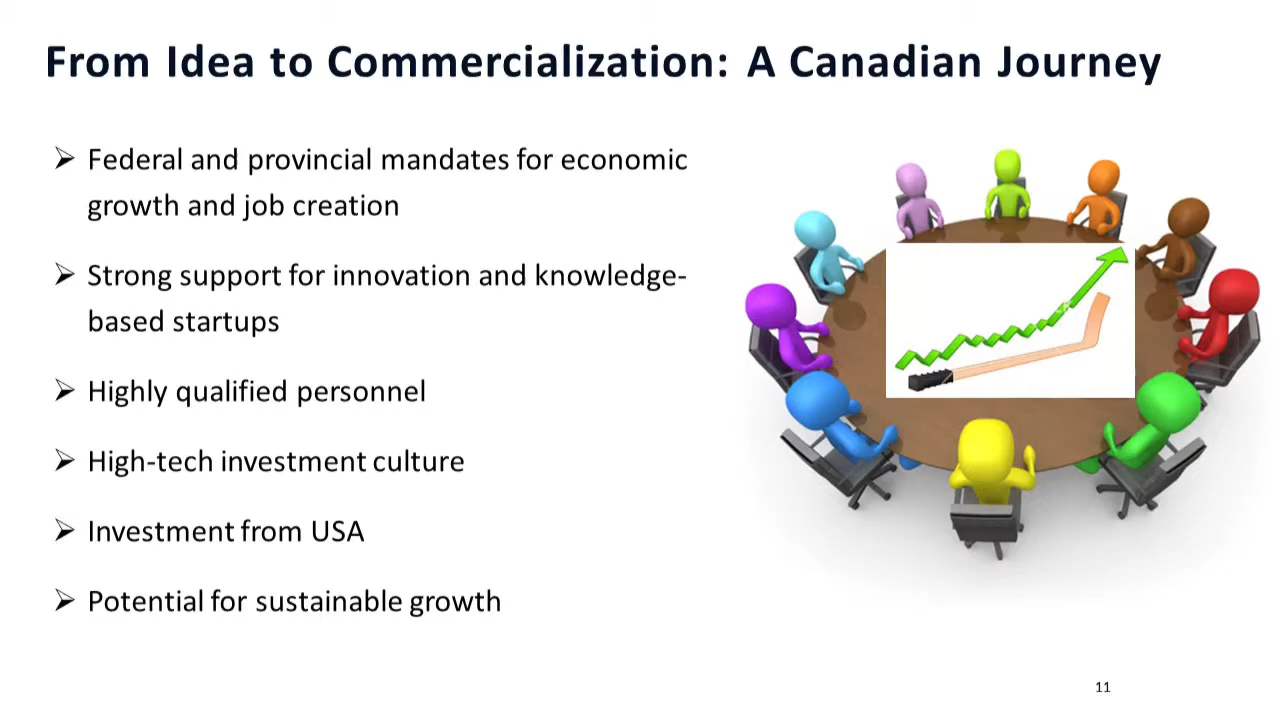 From Idea to Commercialization: A Canadian Journey
➢ Federal and provincial mandates for economic
growth and job creation
➢ Strong support for innovation and knowledge-
based startups
➢ Highly qualified personnel
➢ High-tech investment culture
➢ Investment from USA
➢ Potential for sustainable growth
11